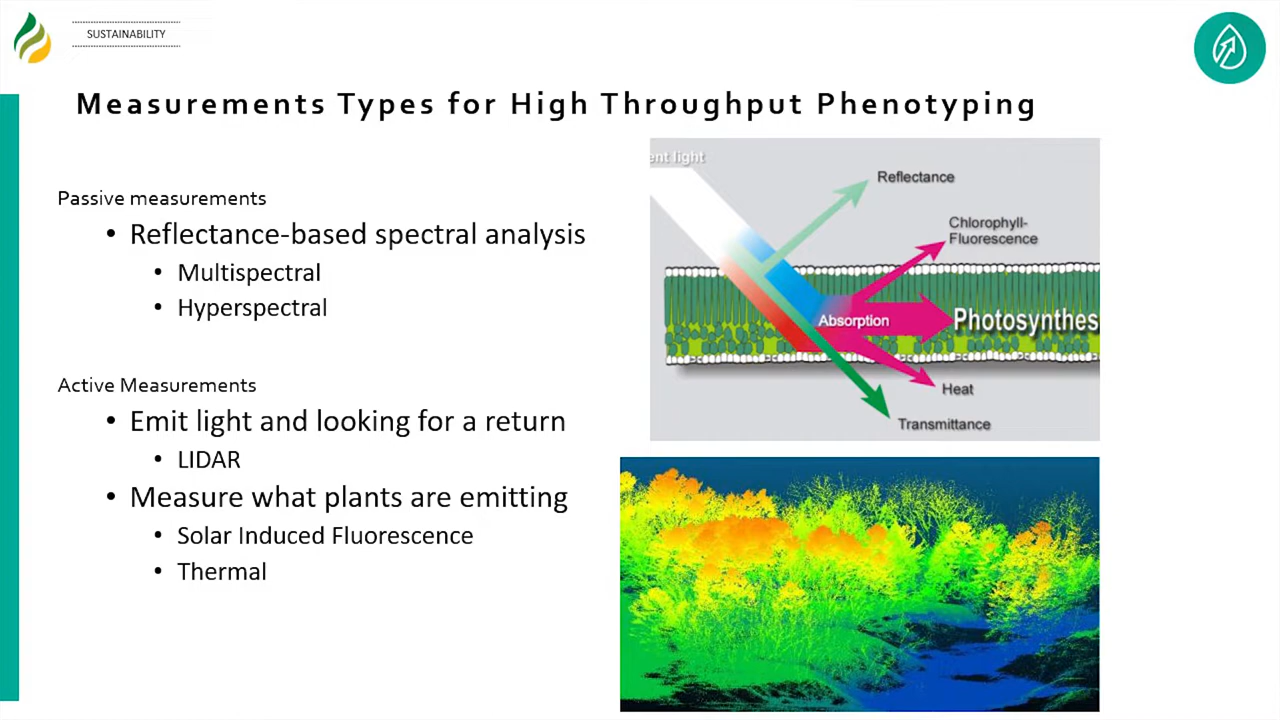 SUSTAINABILITY
Measurements Types for High Throughput Phenotyping
Passive measurements
• Reflectance-based spectral analysis
• Multispectral
• Hyperspectral
Active Measurements
• Emit light and looking for a return
• LIDAR
• Measure what plants are emitting
• Solar Induced Fluorescence
• Thermal
ent light
Reflectance
Chlorophyll-
Fluorescence
Absorption
Photosynthes
Heat
Transmittance